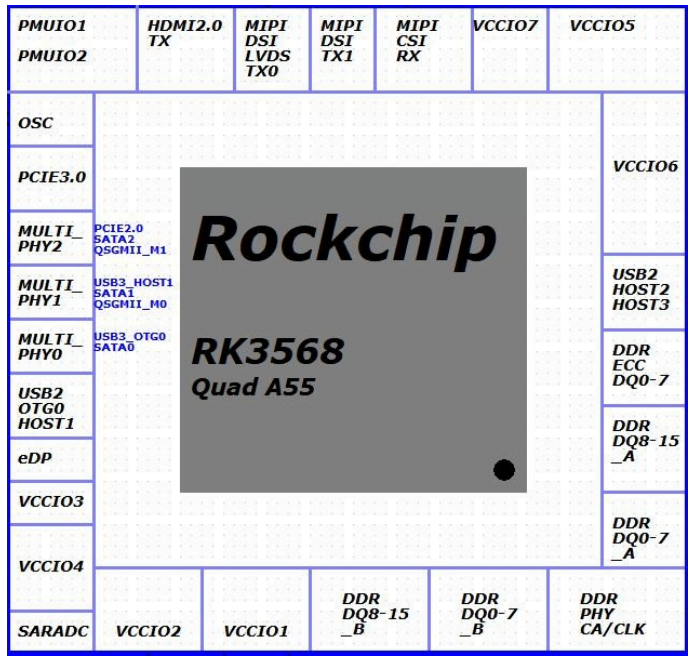 PMUIO1
PMUIO2
HDMI2.0
TX
MIPI
DSI
LVDS
TX0
MIPI
DSI
TX1
MIPI
CSI
RX
VCCIO7
VCCIO5
OSC
PCIE3.0
MULTI_
PHY2
PCIE2.0
SATA2
QSGMII_M1
MULTI_
PHY1
USB3_HOST1
SATA1
QSGMII_M0
MULTI_
PHY0
USB3_OTG0
SATA0
USB2
OTG0
HOST1
eDP
VCCIO3
VCCIO4
SARADC
Rockchip
RK3568
Quad A55
VCCIO6
USB2
HOST2
HOST3
DDR
ECC
DQ0-7
DDR
DQ8-15
_A
DDR
DQ0-7
_A
VCCIO2
VCCIO1
DDR
DQ8-15
_B
DDR
DQ0-7
_B
DDR
PHY
CA/CLK